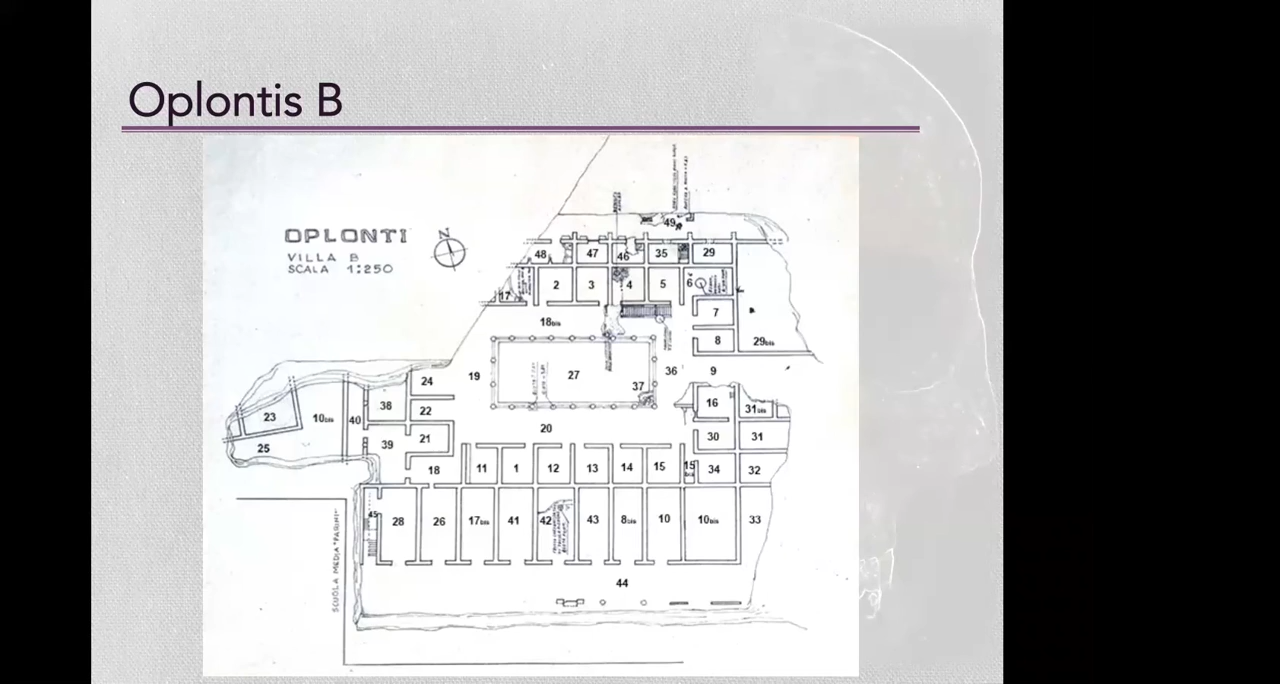 Oplontis B
OPLONTI
VILLA B
SCALA 1:250
N
49
48 47 46 35 29
17 2 3 4 5 6
7
18bis
8 29bis
24 19 27 36 9
37
23 10bis 40 38 22 16 31bis
20
25 39 21 30 31
18 11 1 12 13 14 15 15bis 34 32
45 28 26 17bis 41 42 43 8bis 10 10bis 33
44
SCUOLA MEDIA "PARINI"